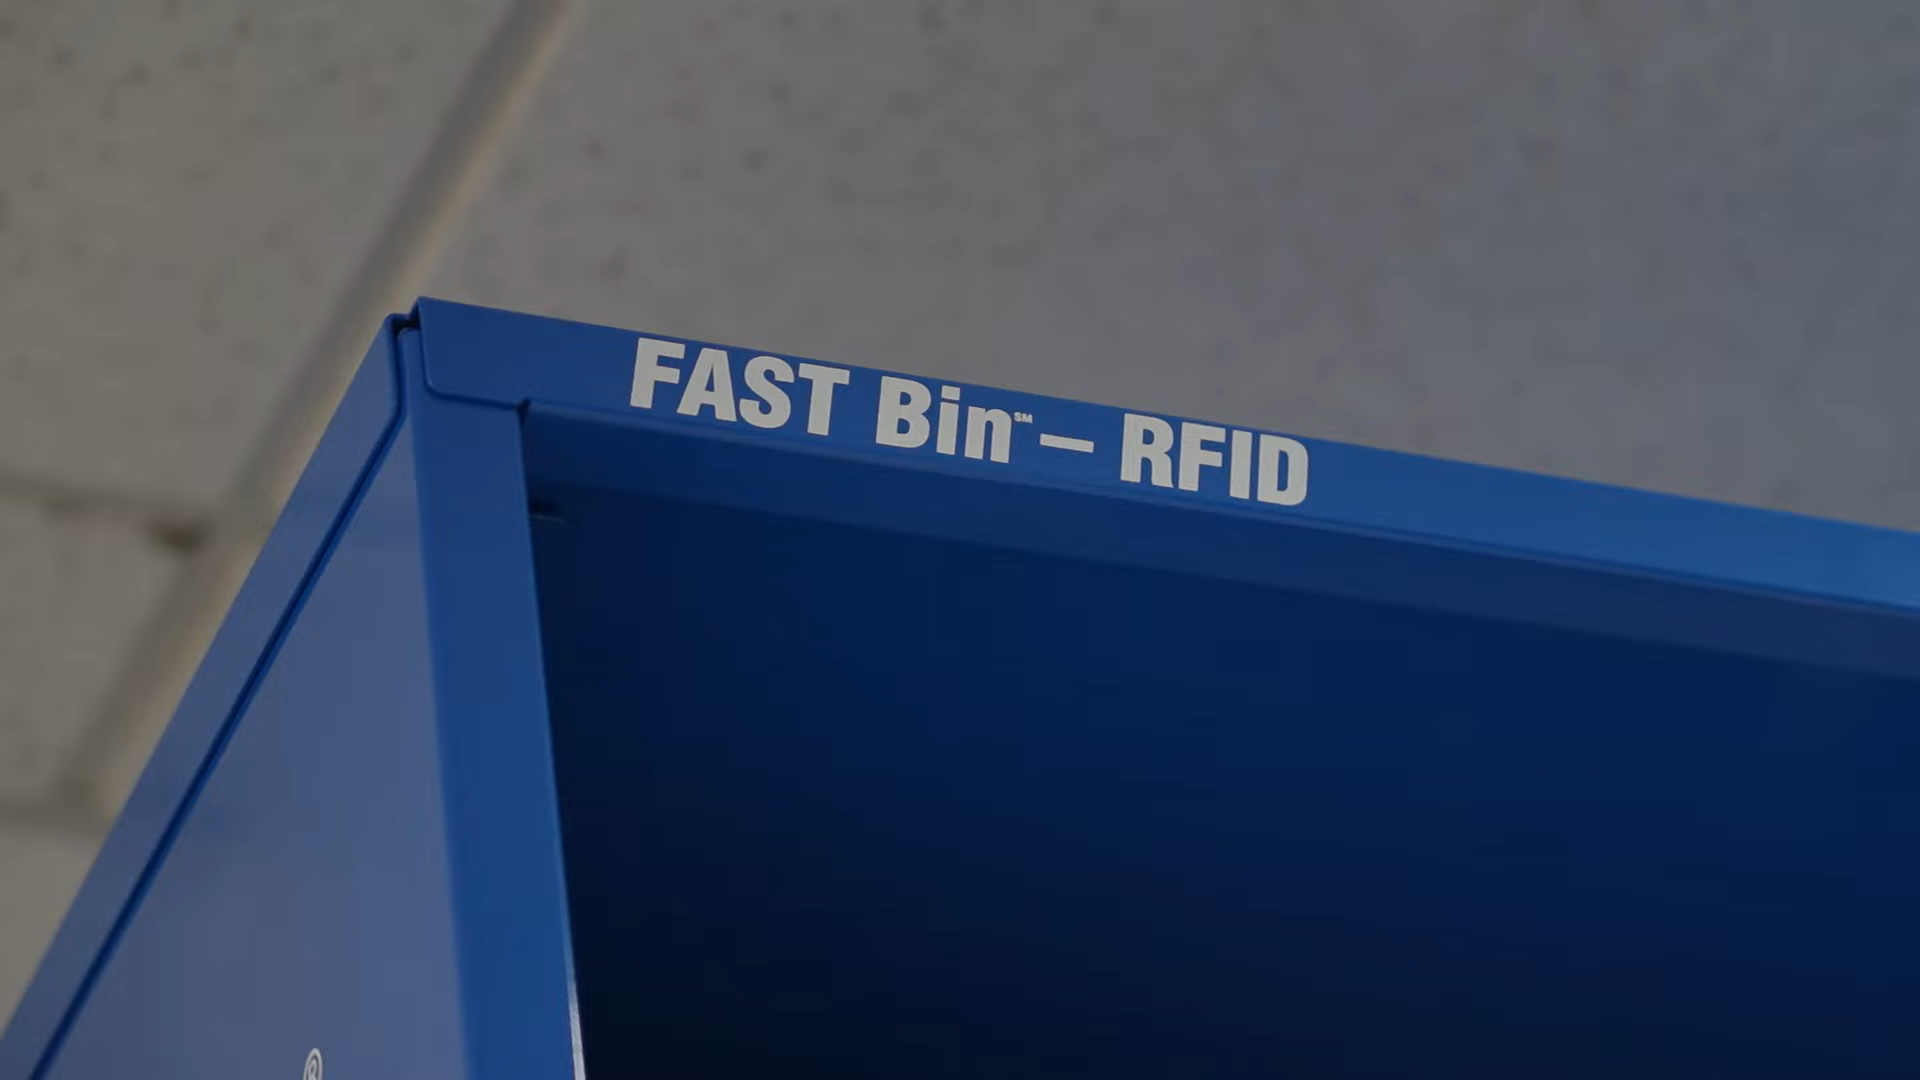 FAST Bin℠ – RFID
®